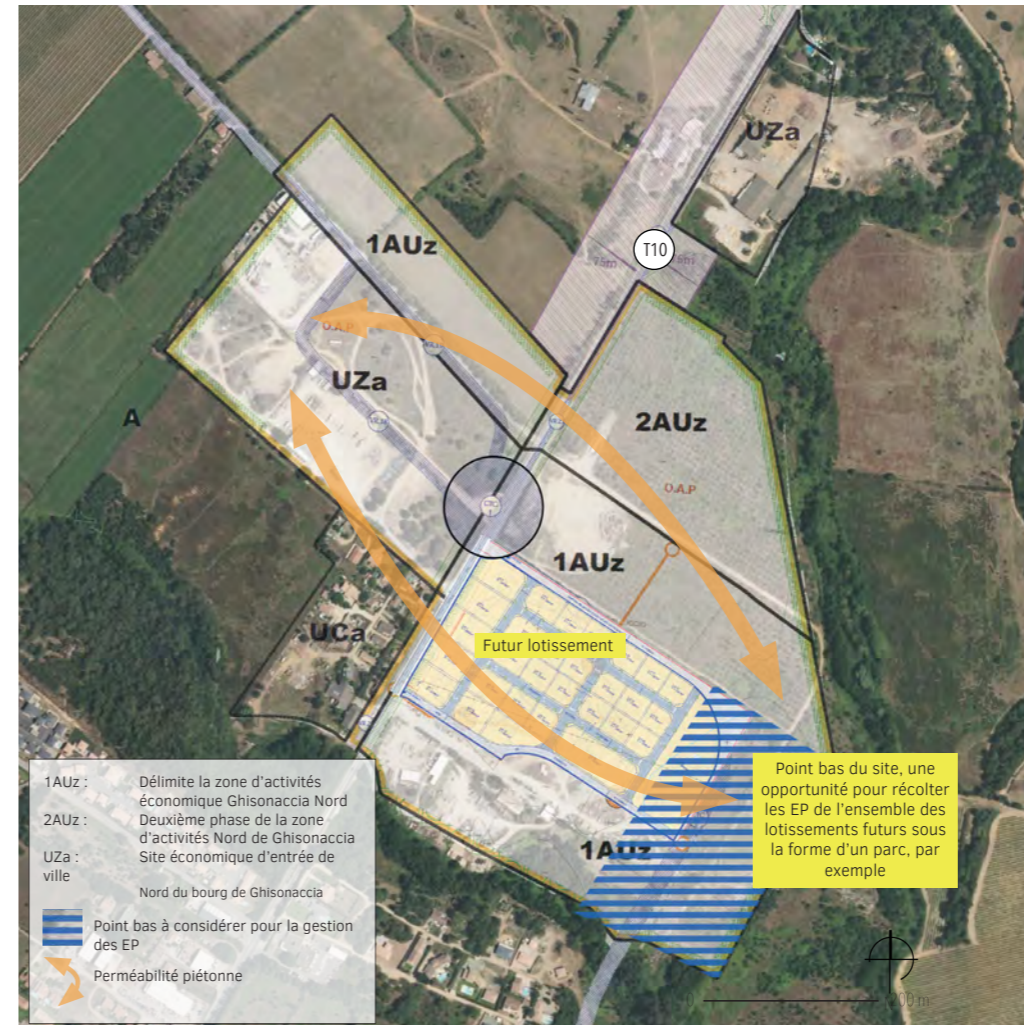 UZa
1AUz
T10
75m
O.A.P
UZa
2AUz
A
O.A.P
1AUz
UCa
Futur lotissement
1AUz
Point bas du site, une
opportunité pour récolter
les EP de l'ensemble des
lotissements futurs sous
la forme d'un parc, par
exemple
1AUz : Délimite la zone d'activités
économique Ghisonaccia Nord
2AUz : Deuxième phase de la zone
d'activités Nord de Ghisonaccia
UZa : Site économique d'entrée de
ville
Nord du bourg de Ghisonaccia
Point bas à considérer pour la gestion
des EP
Perméabilité piétonne